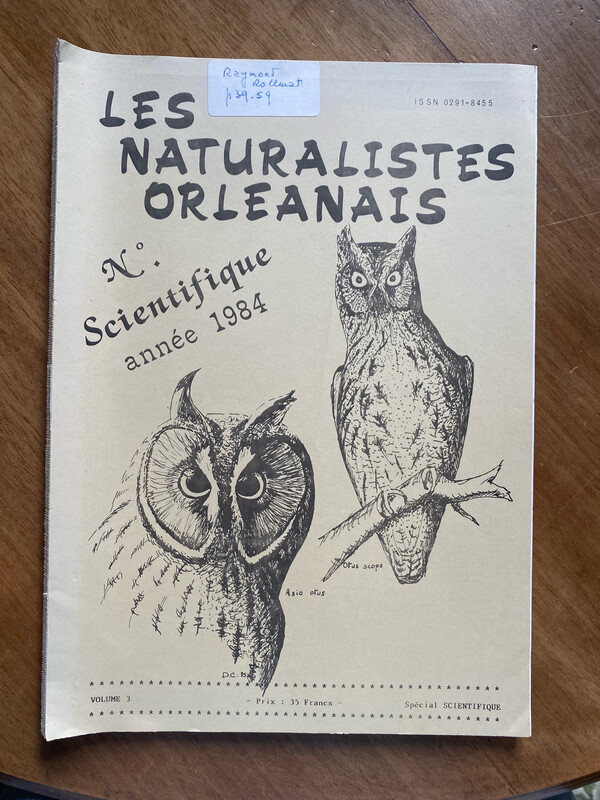 Raymond
Rollinat
p39-59
ISSN 0291-8455
LES
NATURALISTES
ORLEANAIS
N°.
Scientifique
année 1984
Otus scops
Asio otus
VOLUME 3
- Prix : 35 Francs -
Spécial SCIENTIFIQUE